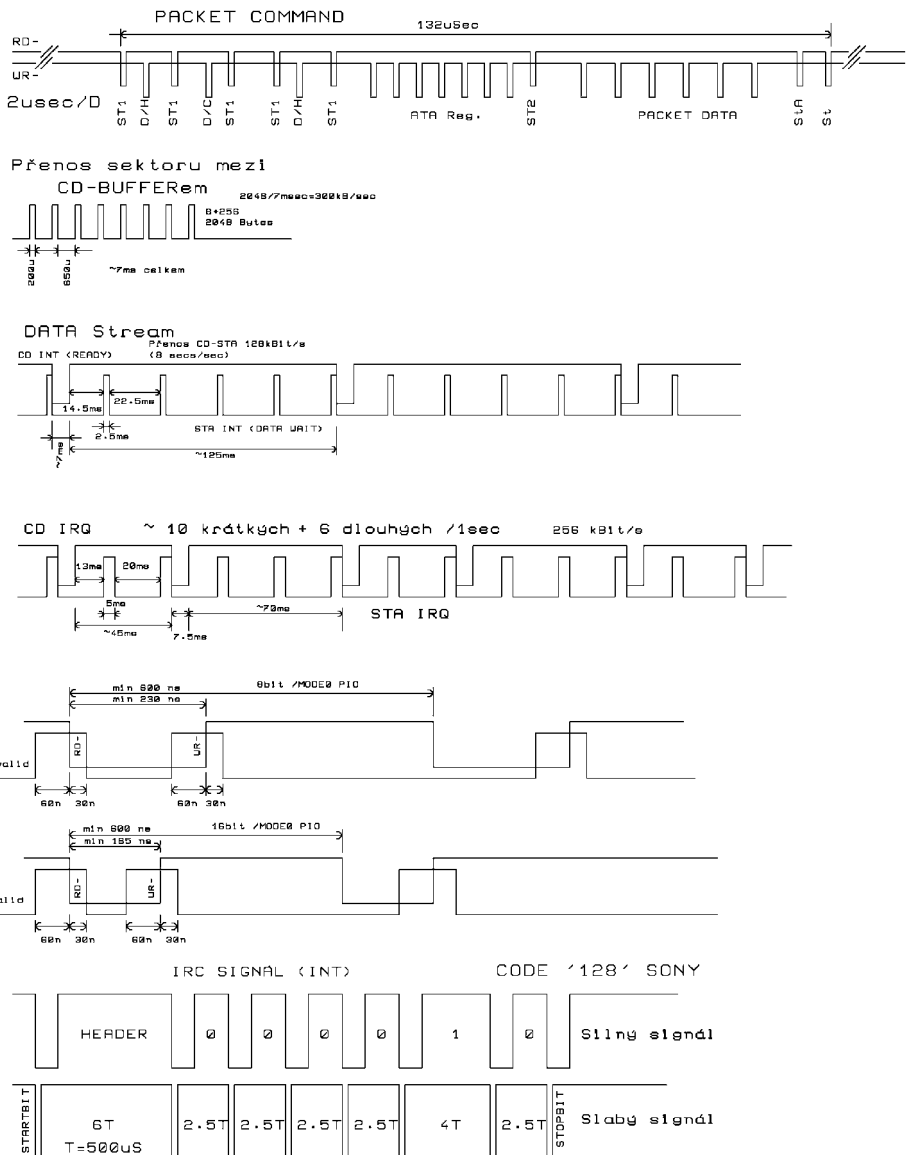 PACKET COMMAND
132uSec
RD-
WR-
2usec/D
ST1 D/H ST1 D/C ST1 ST1 D/H ST1 ATA Reg. ST2 PACKET DATA StA St
Přenos sektoru mezi
CD-BUFFERem
2048/7msec=300kB/sec
8*256
2048 Bytes
200u
650u
~7ms celkem
DATA Stream
Přenos CD-STA 128kBit/s
CD INT (READY)
(8 secs/sec)
14.5ms
22.5ms
STA INT (DATA WAIT)
2.5ms
~7ms
~125ms
CD IRQ ~ 10 krátkých + 6 dlouhých /1sec 256 kBit/s
13ms
20ms
5ms
~70ms
STA IRQ
~45ms
7.5ms
min 600 ns
8bit /MODE0 PIO
min 230 ns
RD-
WR-
valid
60n 30n 60n 30n
min 600 ns
16bit /MODE0 PIO
min 165 ns
RD-
WR-
alid
60n 30n 60n 30n
IRC SIGNÁL (INT)
CODE '128' SONY
HEADER 0 0 0 0 1 0 Silný signál
STARTBIT 6T 2.5T 2.5T 2.5T 2.5T 4T 2.5T STOPBIT Slabý signál
T=500uS